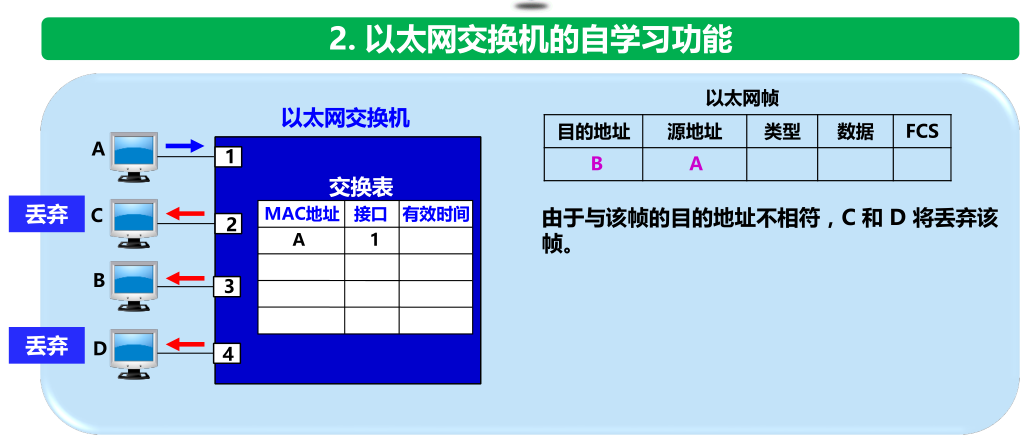 2. 以太网交换机的自学习功能
以太网交换机
以太网帧
目的地址 源地址 类型 数据 FCS
B A
A
1
交换表
MAC地址 接口 有效时间
A 1
丢弃
C
2
B
3
丢弃
D
4
由于与该帧的目的地址不相符，C 和 D 将丢弃该
帧。